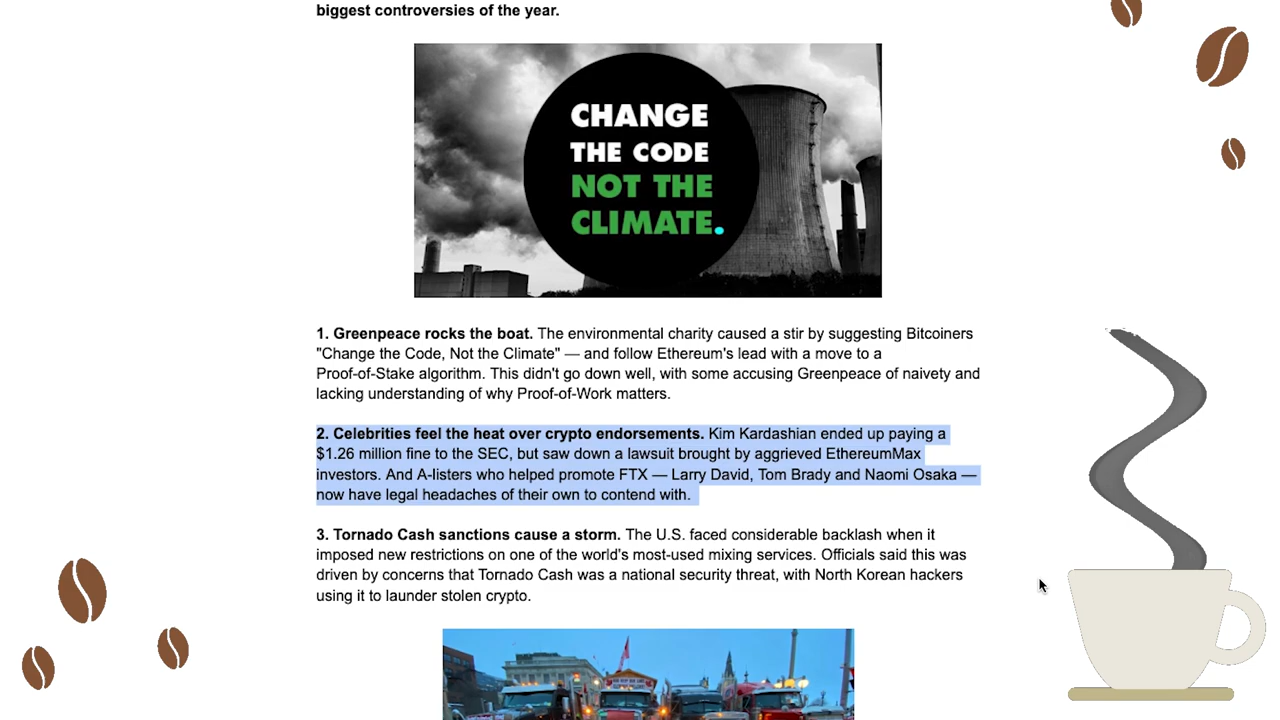 biggest controversies of the year.
CHANGE
THE CODE
NOT THE
CLIMATE.
1. Greenpeace rocks the boat. The environmental charity caused a stir by suggesting Bitcoiners
"Change the Code, Not the Climate" — and follow Ethereum's lead with a move to a
Proof-of-Stake algorithm. This didn't go down well, with some accusing Greenpeace of naivety and
lacking understanding of why Proof-of-Work matters.
2. Celebrities feel the heat over crypto endorsements. Kim Kardashian ended up paying a
$1.26 million fine to the SEC, but saw down a lawsuit brought by aggrieved EthereumMax
investors. And A-listers who helped promote FTX — Larry David, Tom Brady and Naomi Osaka —
now have legal headaches of their own to contend with.
3. Tornado Cash sanctions cause a storm. The U.S. faced considerable backlash when it
imposed new restrictions on one of the world's most-used mixing services. Officials said this was
driven by concerns that Tornado Cash was a national security threat, with North Korean hackers
using it to launder stolen crypto.